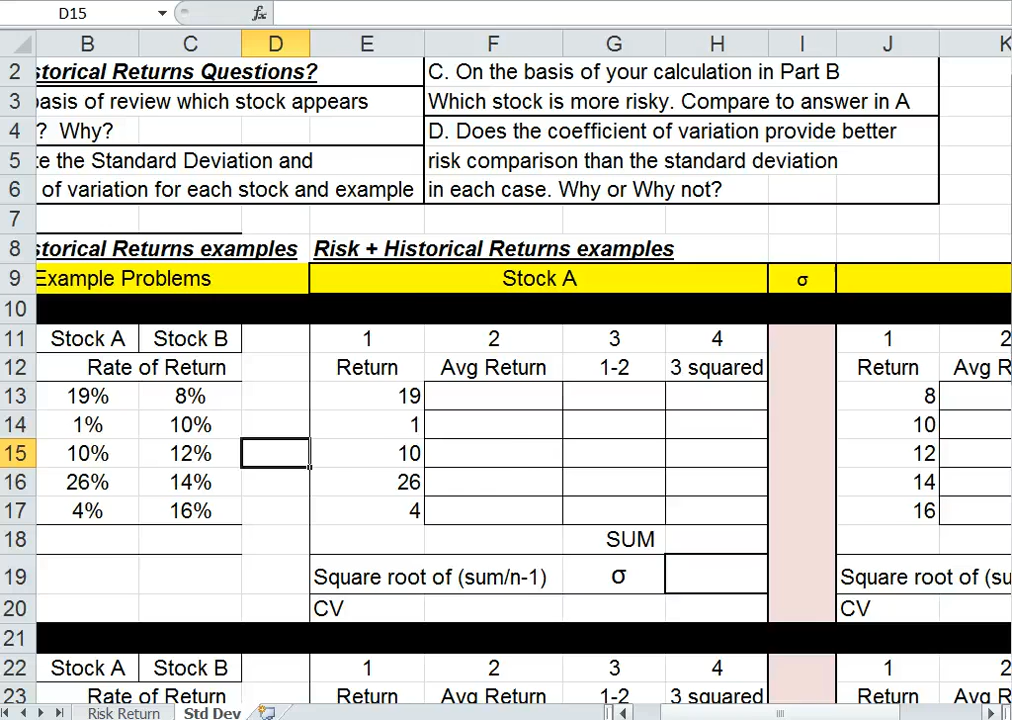 D15 fx
B C D E F G H I J K
2 storical Returns Questions? C. On the basis of your calculation in Part B
3 basis of review which stock appears Which stock is more risky. Compare to answer in A
4 ? Why? D. Does the coefficient of variation provide better
5 te the Standard Deviation and risk comparison than the standard deviation
6 of variation for each stock and example in each case. Why or Why not?
7
8 storical Returns examples Risk + Historical Returns examples
9 Example Problems Stock A σ
10
11 Stock A Stock B 1 2 3 4 1 2
12 Rate of Return Return Avg Return 1-2 3 squared Return Avg R
13 19% 8% 19 8
14 1% 10% 1 10
15 10% 12% 10 12
16 26% 14% 26 14
17 4% 16% 4 16
18 SUM
19 Square root of (sum/n-1) σ Square root of (su
20 CV CV
21
22 Stock A Stock B 1 2 3 4 1 2
23 Rate of Return Return Avg Return 1-2 3 squared Return Avg R
Risk Return Std Dev